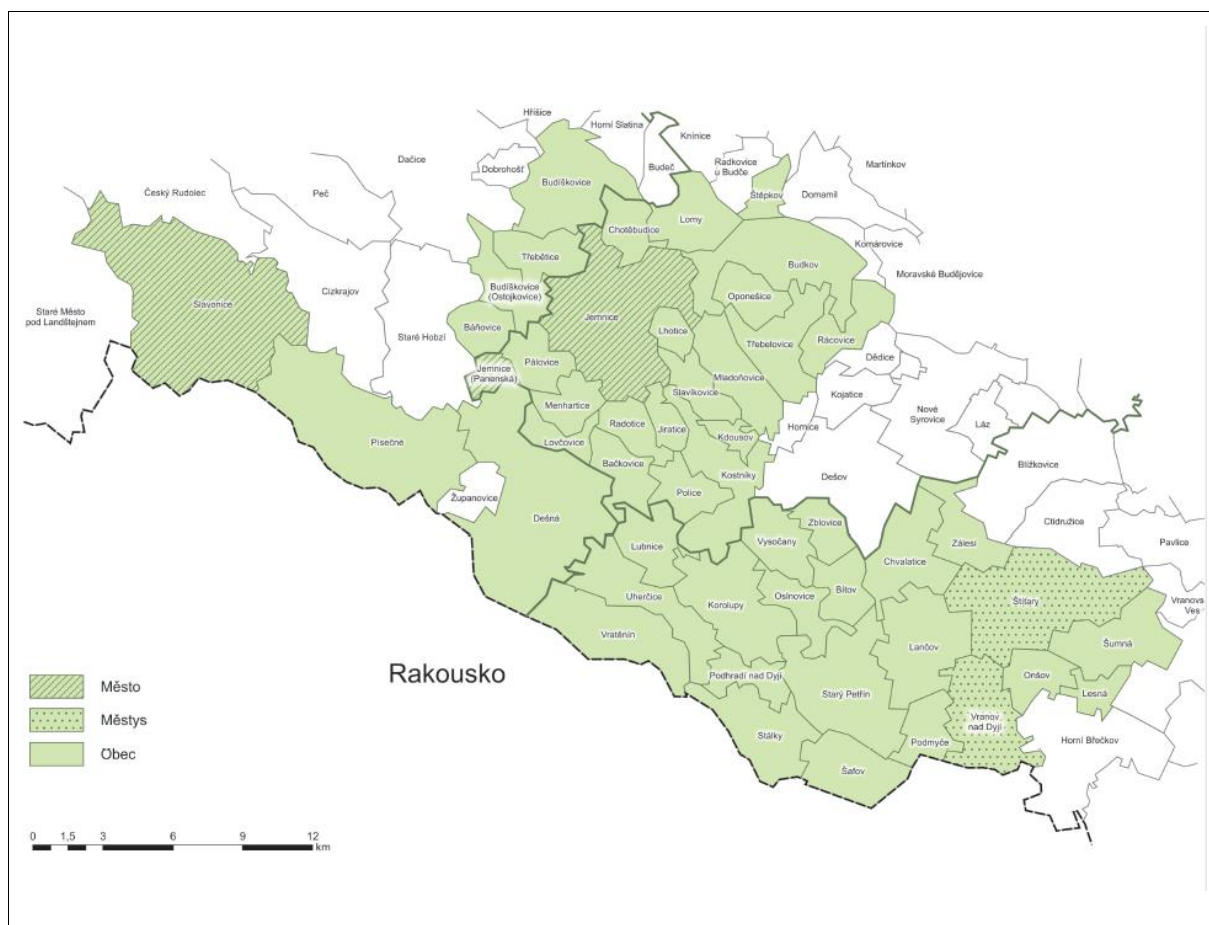 Hříšice
Horní Slatina
Knínice
Dačice
Dobrohošť
Budeč
Radkovice
u Budče
Martínkov
Český Rudolec
Peč
Budíškovice
Štěpkov
Domamil
Chotěbudice
Lomy
Komárovice
Třebětice
Budkov
Moravské Budějovice
Staré Město
pod Landštejnem
Slavonice
Cizkrajov
Budíškovice
(Ostojkovice)
Oponešice
Jemnice
Staré Hobzí
Báňovice
Lhotice
Třebelovice
Rácovice
Dědice
Pálovice
Jemnice
(Panenská)
Mladoňovice
Slavíkovice
Kojatice
Nové
Syrovice
Láz
Menhartice
Písečné
Lovčovice
Radotice
Jiratice
Kdousov
Hornice
Bačkovice
Kostníky
Dešov
Blížkovice
Županovice
Police
Dešná
Ctidružice
Zblovice
Lubnice
Vysočany
Chvalatice
Zálesí
Pavlice
Uherčice
Korolupy
Oslnovice
Bítov
Štítary
Vranovs
Ves
Vratěnín
Lančov
Šumná
Rakousko
Podhradí nad Dyjí
Starý Petřín
Onšov
Lesná
Město
Městys
Obec
Stálky
Šafov
Podmyče
Vranov
nad Dyjí
Horní Břečkov
0 1,5 3 6 9 12
km